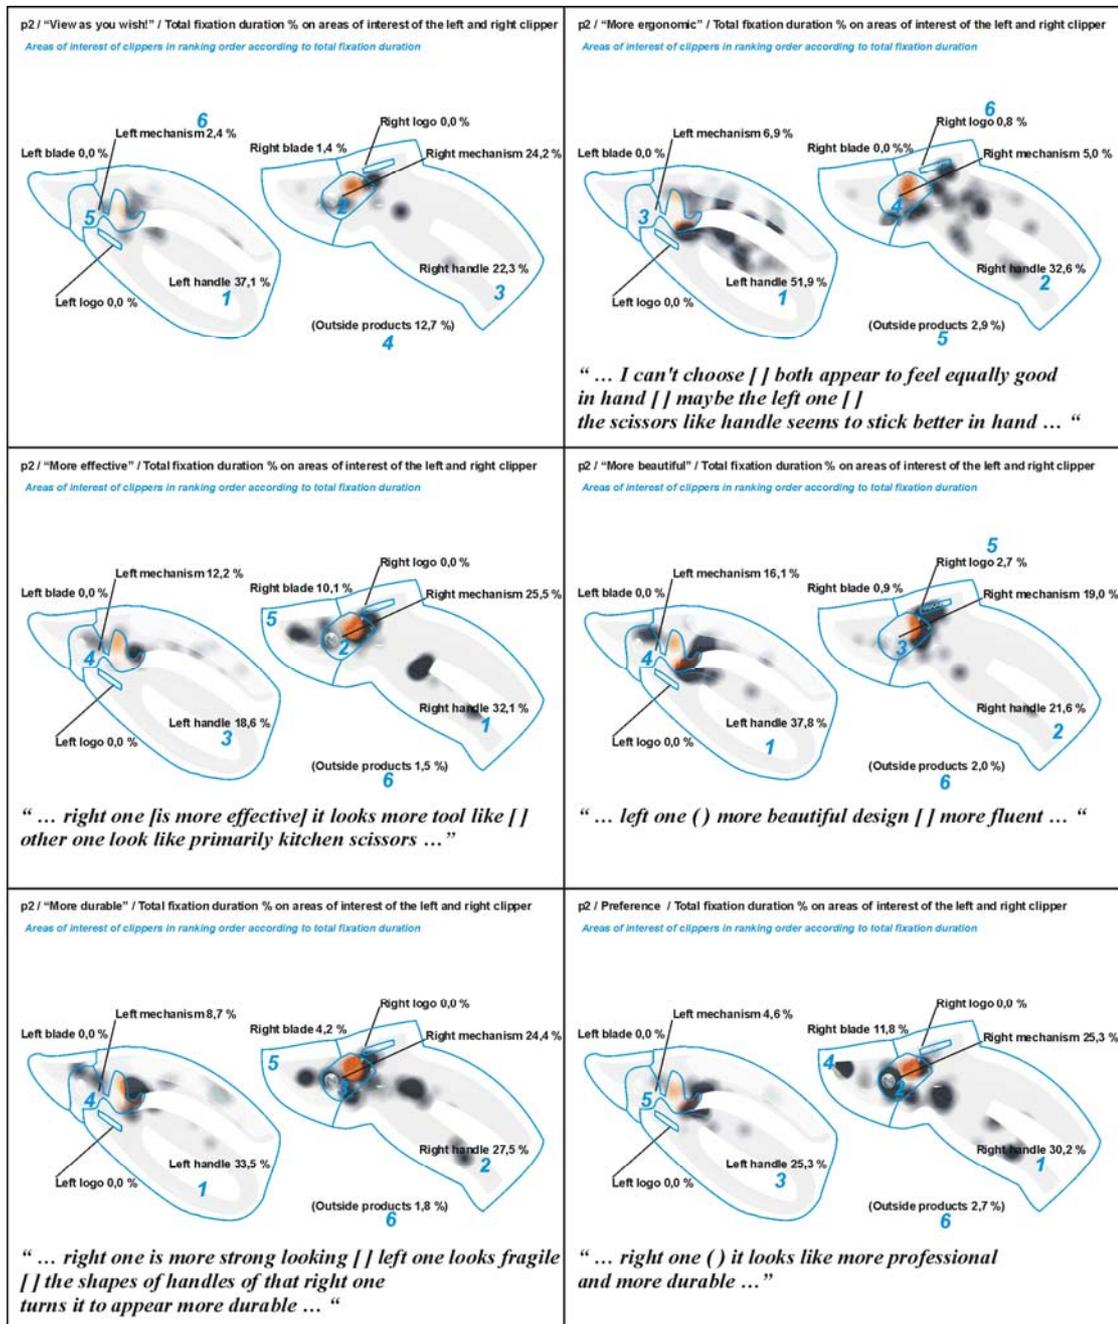 p2 / “View as you wish!” / Total fixation duration % on areas of interest of the left and right clipper
Areas of interest of clippers in ranking order according to total fixation duration
6
Left mechanism 2,4 %
Left blade 0,0 %
Right logo 0,0 %
Right blade 1,4 %
Right mechanism 24,2 %
5
2
Left handle 37,1 %
1
Left logo 0,0 %
Right handle 22,3 %
3
(Outside products 12,7 %)
4
p2 / “More ergonomic” / Total fixation duration % on areas of interest of the left and right clipper
Areas of interest of clippers in ranking order according to total fixation duration
6
Right logo 0,8 %
Left mechanism 6,9 %
Left blade 0,0 %
Right blade 0,0 %%
Right mechanism 5,0 %
3
4
Left handle 51,9 %
1
Left logo 0,0 %
Right handle 32,6 %
2
(Outside products 2,9 %)
5
“ ... I can't choose [ ] both appear to feel equally good
in hand [ ] maybe the left one [ ]
the scissors like handle seems to stick better in hand ... “
p2 / “More effective” / Total fixation duration % on areas of interest of the left and right clipper
Areas of interest of clippers in ranking order according to total fixation duration
Left mechanism 12,2 %
Left blade 0,0 %
Right logo 0,0 %
Right blade 10,1 %
Right mechanism 25,5 %
5
4
2
Left handle 18,6 %
3
Left logo 0,0 %
Right handle 32,1 %
1
(Outside products 1,5 %)
6
“ ... right one [is more effective] it looks more tool like [ ]
other one look like primarily kitchen scissors ...”
p2 / “More beautiful” / Total fixation duration % on areas of interest of the left and right clipper
Areas of interest of clippers in ranking order according to total fixation duration
5
Right logo 2,7 %
Left mechanism 16,1 %
Left blade 0,0 %
Right blade 0,9 %
Right mechanism 19,0 %
4
3
Left handle 37,8 %
1
Left logo 0,0 %
Right handle 21,6 %
2
(Outside products 2,0 %)
6
“ ... left one ( ) more beautiful design [ ] more fluent ... “
p2 / “More durable” / Total fixation duration % on areas of interest of the left and right clipper
Areas of interest of clippers in ranking order according to total fixation duration
Left mechanism 8,7 %
Left blade 0,0 %
Right logo 0,0 %
Right blade 4,2 %
Right mechanism 24,4 %
5
4
3
Left handle 33,5 %
1
Left logo 0,0 %
Right handle 27,5 %
2
(Outside products 1,8 %)
6
“ ... right one is more strong looking [ ] left one looks fragile
[ ] the shapes of handles of that right one
turns it to appear more durable ... “
p2 / Preference / Total fixation duration % on areas of interest of the left and right clipper
Areas of interest of clippers in ranking order according to total fixation duration
Left mechanism 4,6 %
Left blade 0,0 %
Right logo 0,0 %
Right blade 11,8 %
Right mechanism 25,3 %
4
5
2
Left handle 25,3 %
3
Left logo 0,0 %
Right handle 30,2 %
1
(Outside products 2,7 %)
6
“ ... right one ( ) it looks like more professional
and more durable ...”